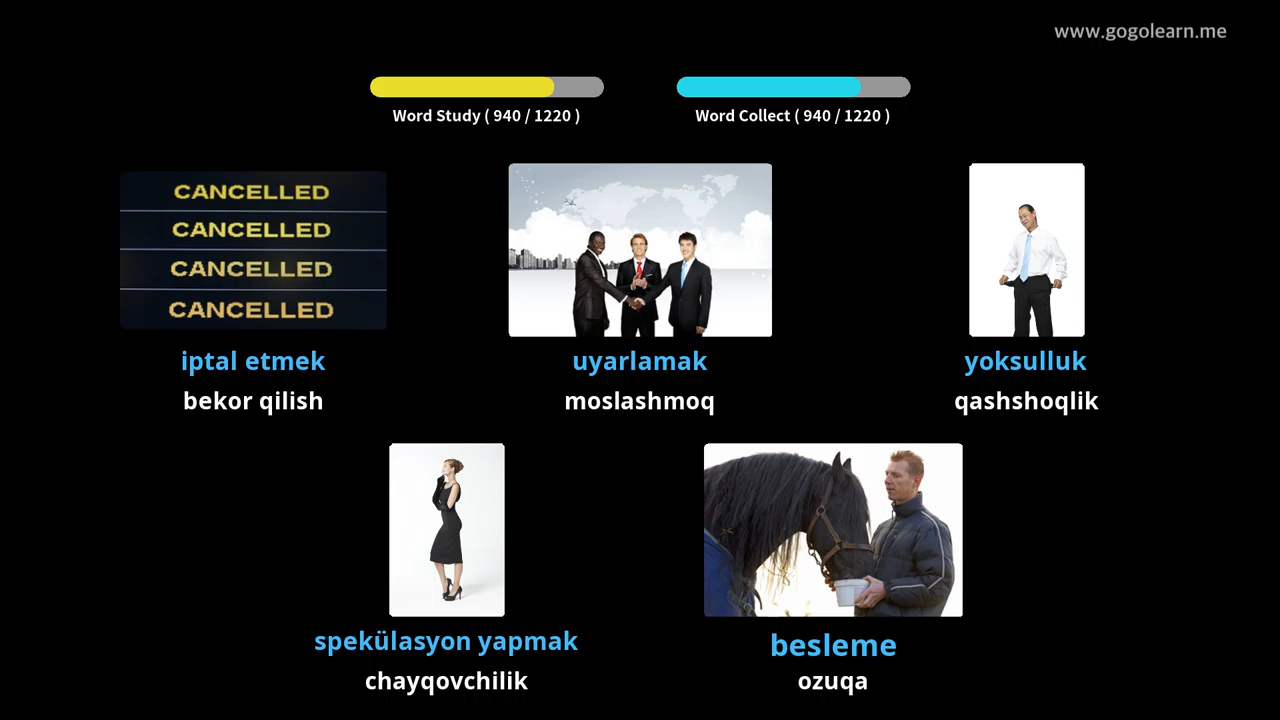 www.gogolearn.me
Word Study ( 940 / 1220 )
Word Collect ( 940 / 1220 )
CANCELLED
CANCELLED
CANCELLED
CANCELLED
iptal etmek
bekor qilish
uyarlamak
moslashmoq
yoksulluk
qashshoqlik
spekülasyon yapmak
chayqovchilik
besleme
ozuqa